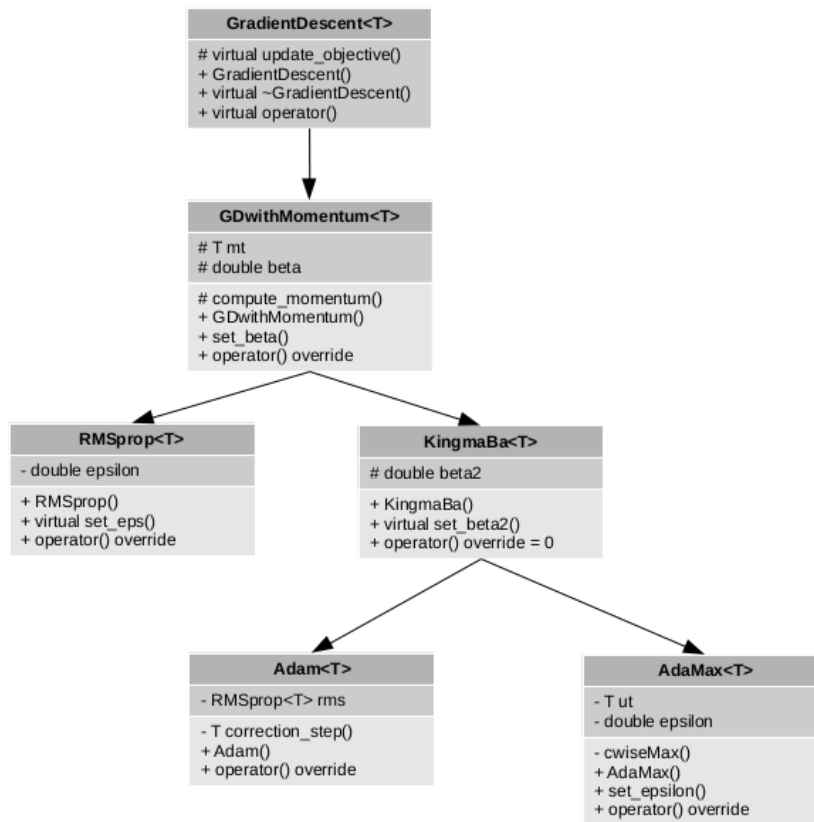 GradientDescent<T>
# virtual update_objective()
+ GradientDescent()
+ virtual ~GradientDescent()
+ virtual operator()
GDwithMomentum<T>
# T mt
# double beta
# compute_momentum()
+ GDwithMomentum()
+ set_beta()
+ operator() override
RMSprop<T>
- double epsilon
+ RMSprop()
+ virtual set_eps()
+ operator() override
KingmaBa<T>
# double beta2
+ KingmaBa()
+ virtual set_beta2()
+ operator() override = 0
Adam<T>
- RMSprop<T> rms
- T correction_step()
+ Adam()
+ operator() override
AdaMax<T>
- T ut
- double epsilon
- cwiseMax()
+ AdaMax()
+ set_epsilon()
+ operator() override